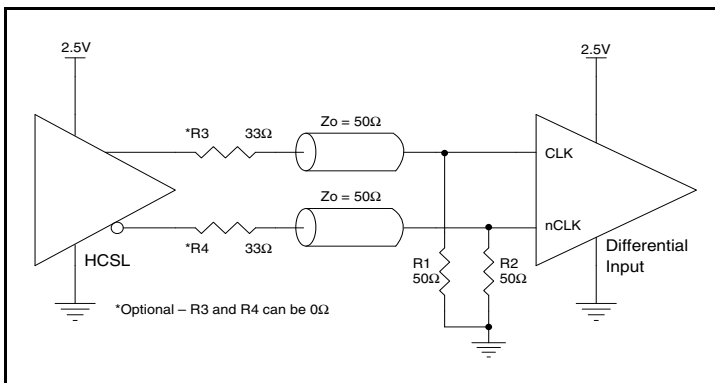 2.5V
2.5V
*R3 33Ω
Zo = 50Ω
CLK
Zo = 50Ω
nCLK
*R4 33Ω
HCSL
R1
50Ω
R2
50Ω
Differential
Input
*Optional – R3 and R4 can be 0Ω